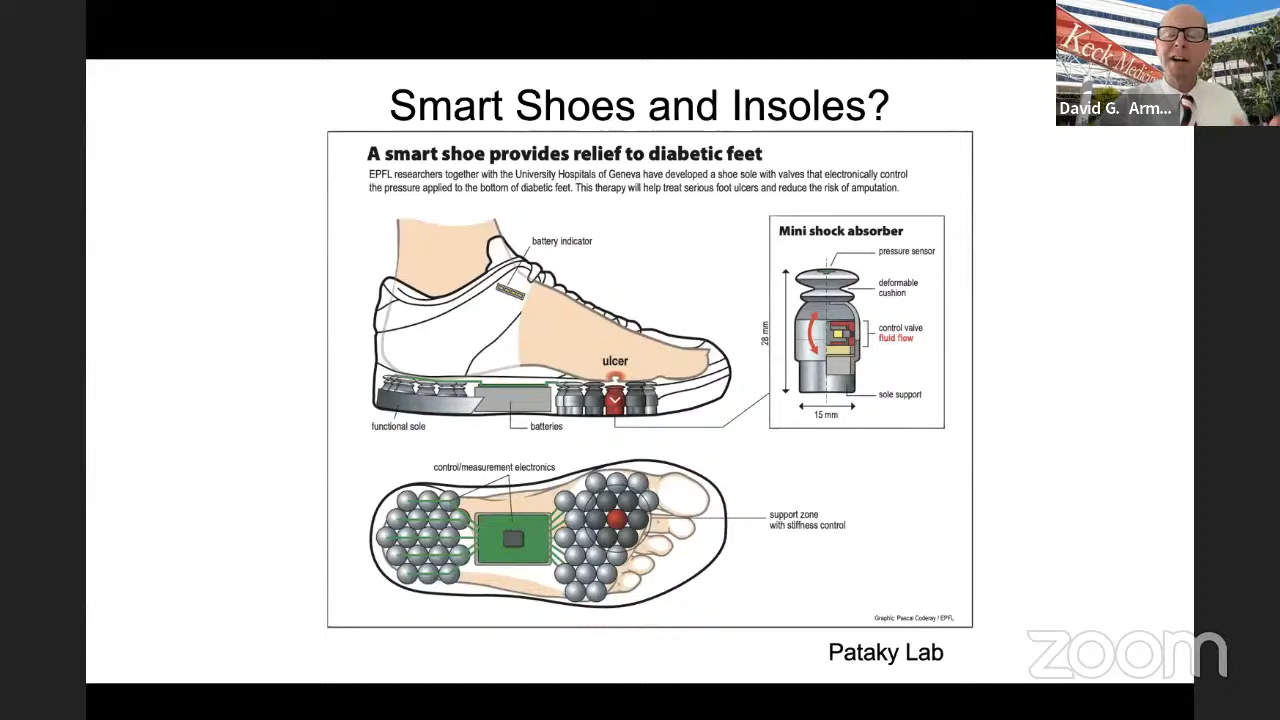 Keck Medicin
David G. Arm...
Smart Shoes and Insoles?
A smart shoe provides relief to diabetic feet
EPFL researchers together with the University Hospitals of Geneva have developed a shoe sole with valves that electronically control
the pressure applied to the bottom of diabetic feet. This therapy will help treat serious foot ulcers and reduce the risk of amputation.
battery indicator
ulcer
functional sole
batteries
Mini shock absorber
pressure sensor
deformable
cushion
control valve
fluid flow
28 mm
sole support
15 mm
control/measurement electronics
support zone
with stiffness control
Graphic: Pascal Coderay / EPFL
Pataky Lab
zoom